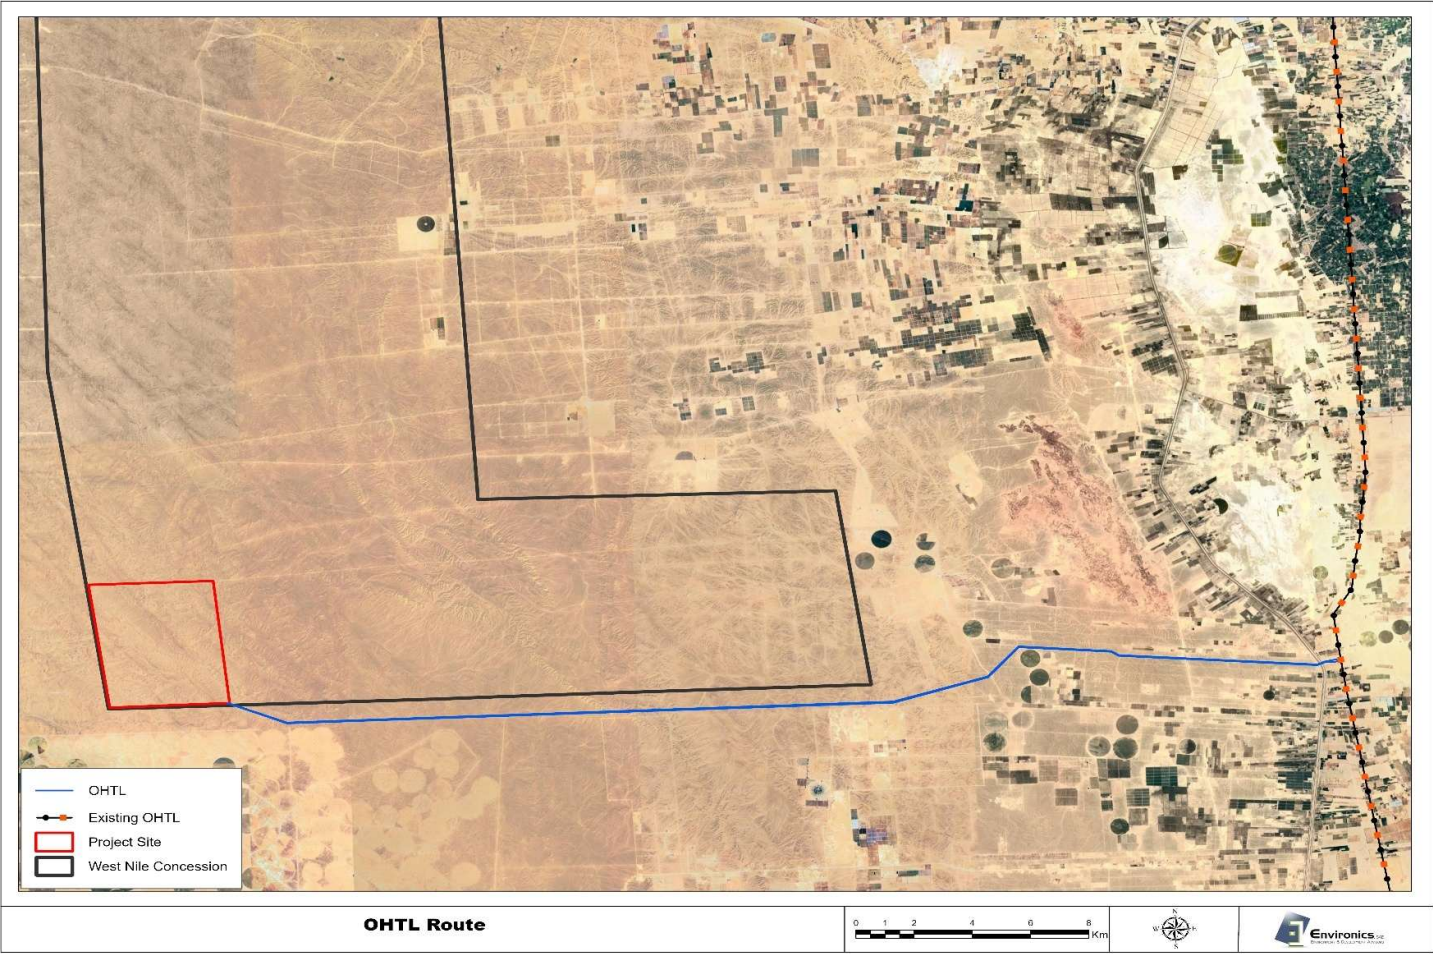 OHTL
Existing OHTL
Project Site
West Nile Concession
OHTL Route
0 1 2 4 6 8
Km
N
W E
S
Environics